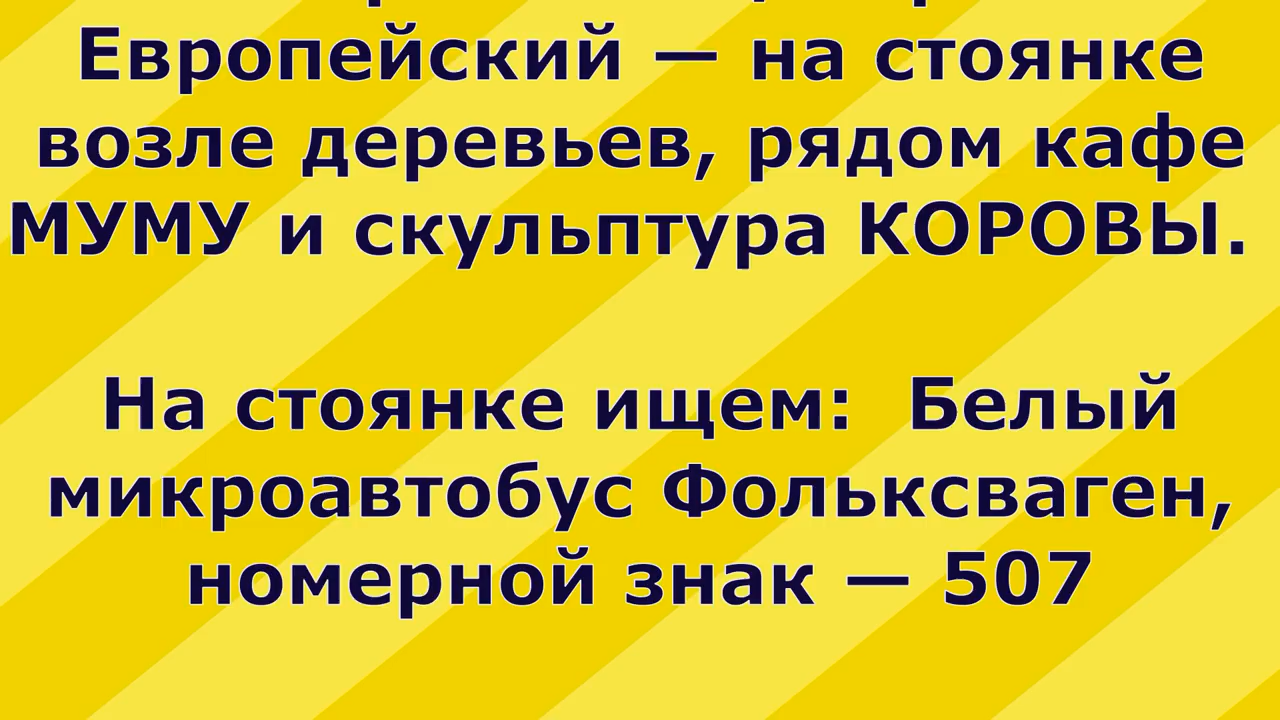 Европейский — на стоянке
возле деревьев, рядом кафе
МУМУ и скульптура КОРОВЫ.
На стоянке ищем: Белый
микроавтобус Фольксваген,
номерной знак — 507